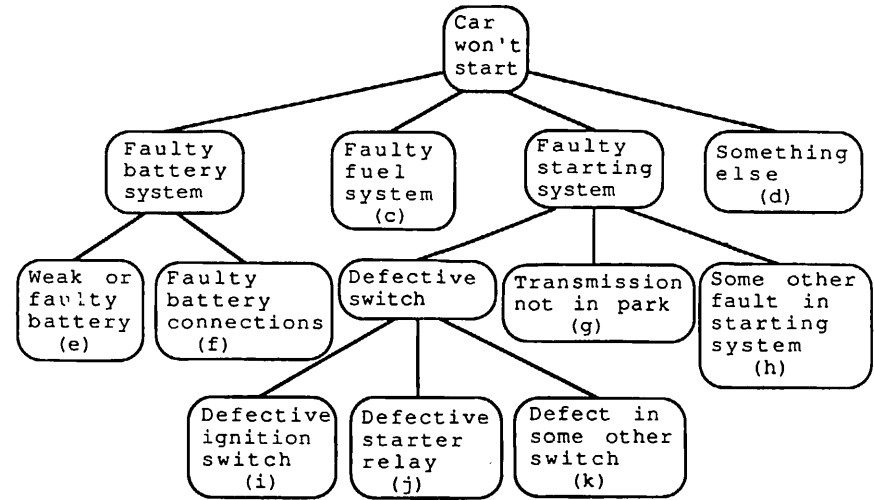 Car
won't
start
Faulty
battery
system
Faulty
fuel
system
(c)
Faulty
starting
system
Something
else
(d)
Weak or
faulty
battery
(e)
Faulty
battery
connections
(f)
Defective
switch
Transmission
not in park
(g)
Some other
fault in
starting
system
(h)
Defective
ignition
switch
(i)
Defective
starter
relay
(j)
Defect in
some other
switch
(k)